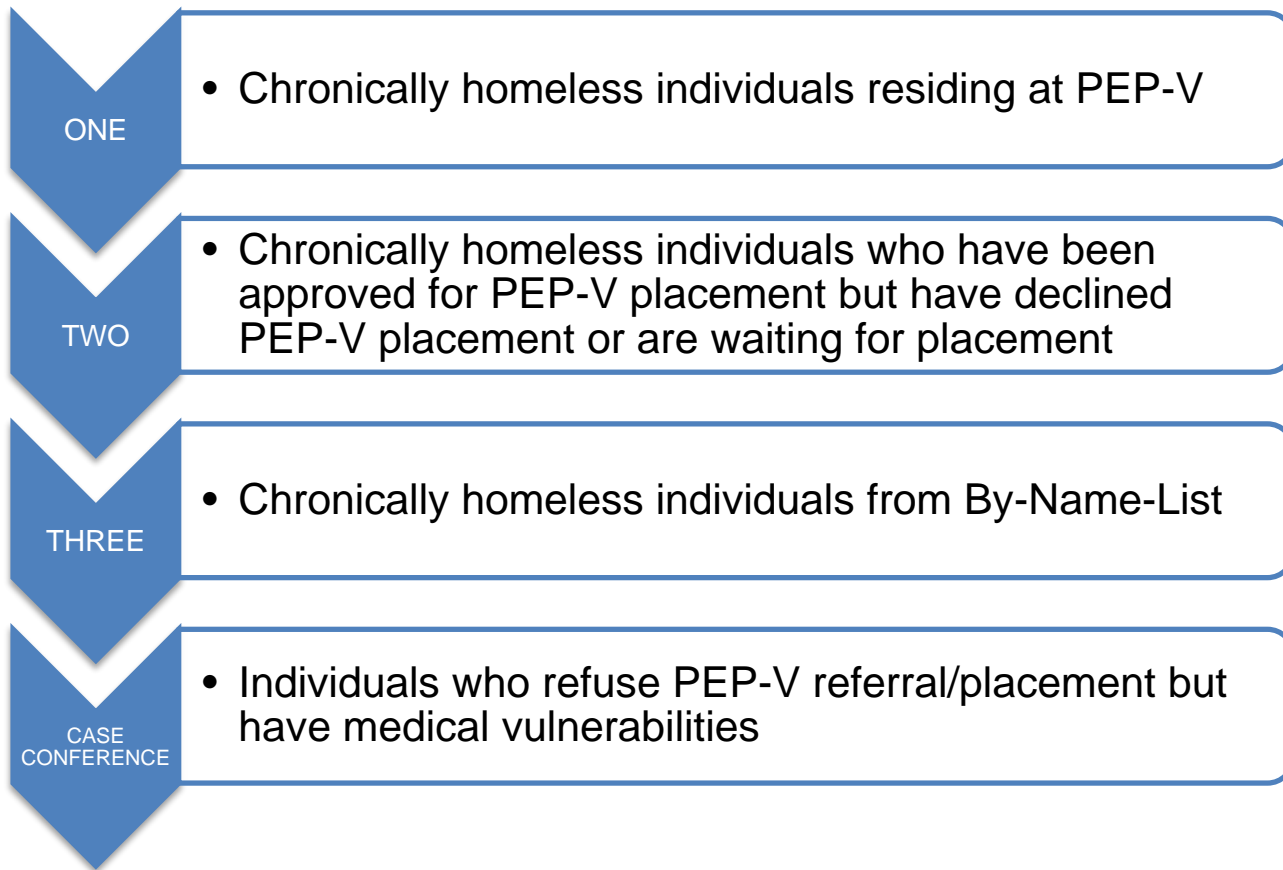 ONE
• Chronically homeless individuals residing at PEP-V
TWO
• Chronically homeless individuals who have been
approved for PEP-V placement but have declined
PEP-V placement or are waiting for placement
THREE
• Chronically homeless individuals from By-Name-List
CASE
CONFERENCE
• Individuals who refuse PEP-V referral/placement but
have medical vulnerabilities